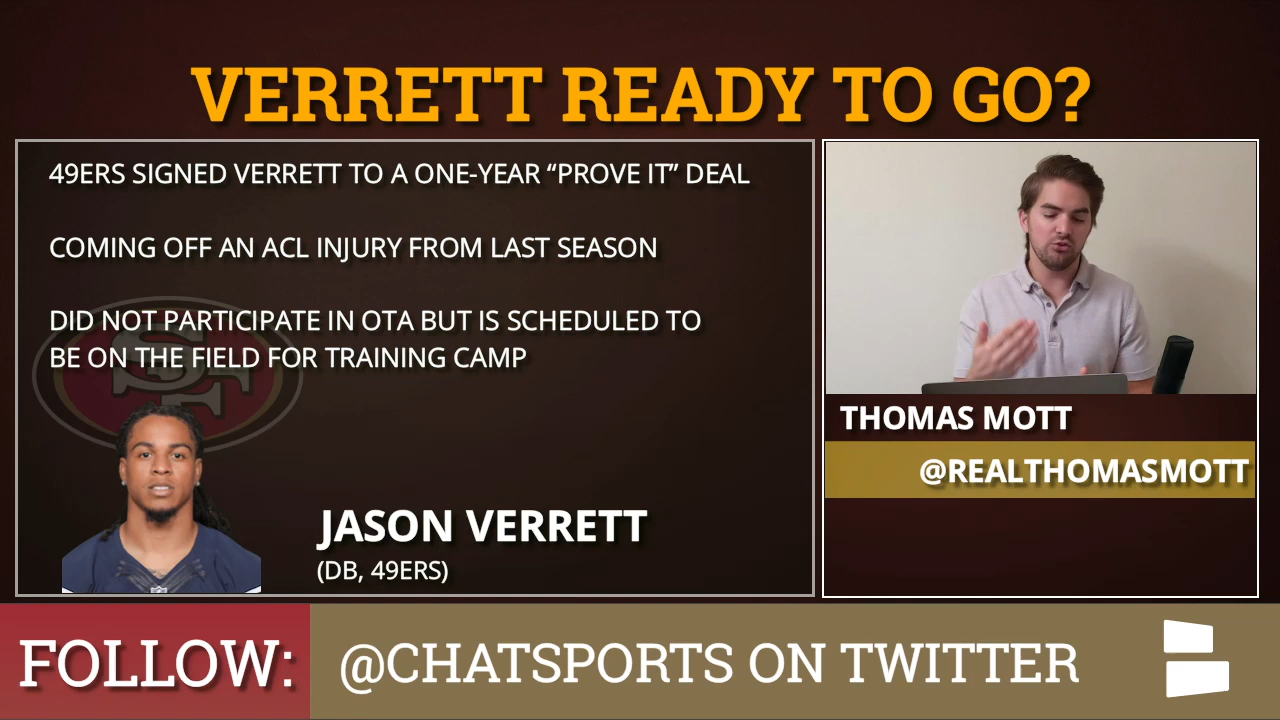 VERRETT READY TO GO?
49ERS SIGNED VERRETT TO A ONE-YEAR “PROVE IT” DEAL
COMING OFF AN ACL INJURY FROM LAST SEASON
DID NOT PARTICIPATE IN OTA BUT IS SCHEDULED TO
BE ON THE FIELD FOR TRAINING CAMP
SF
JASON VERRETT
(DB, 49ERS)
THOMAS MOTT
@REALTHOMASMOTT
FOLLOW: @CHATSPORTS ON TWITTER